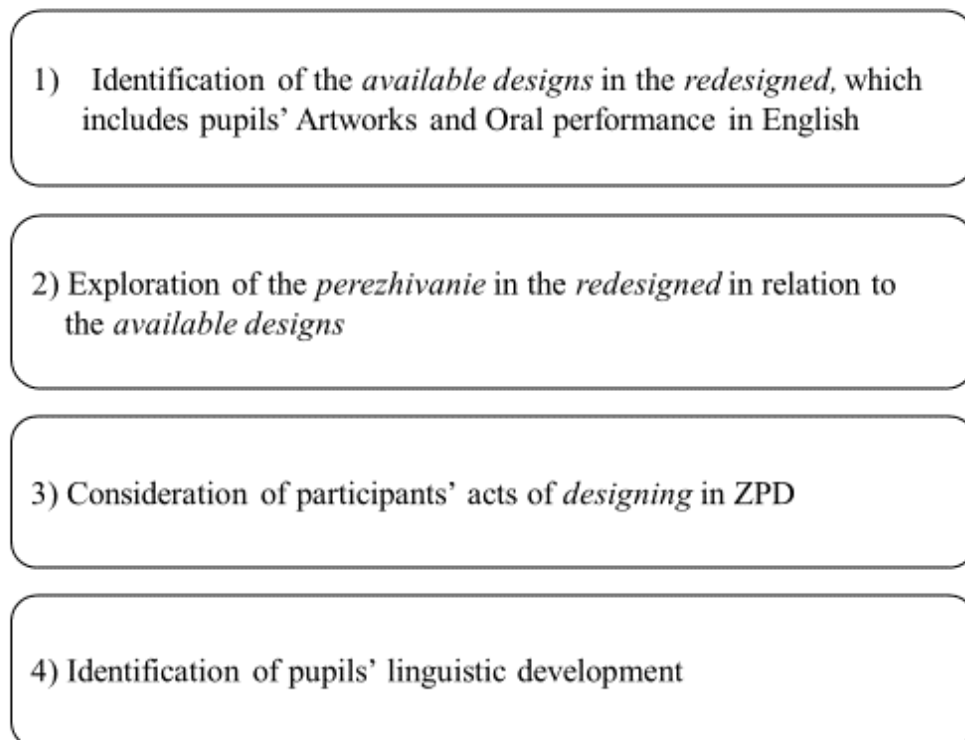 1) Identification of the available designs in the redesigned, which
includes pupils’ Artworks and Oral performance in English
2) Exploration of the perezhivanie in the redesigned in relation to
the available designs
3) Consideration of participants’ acts of designing in ZPD
4) Identification of pupils’ linguistic development